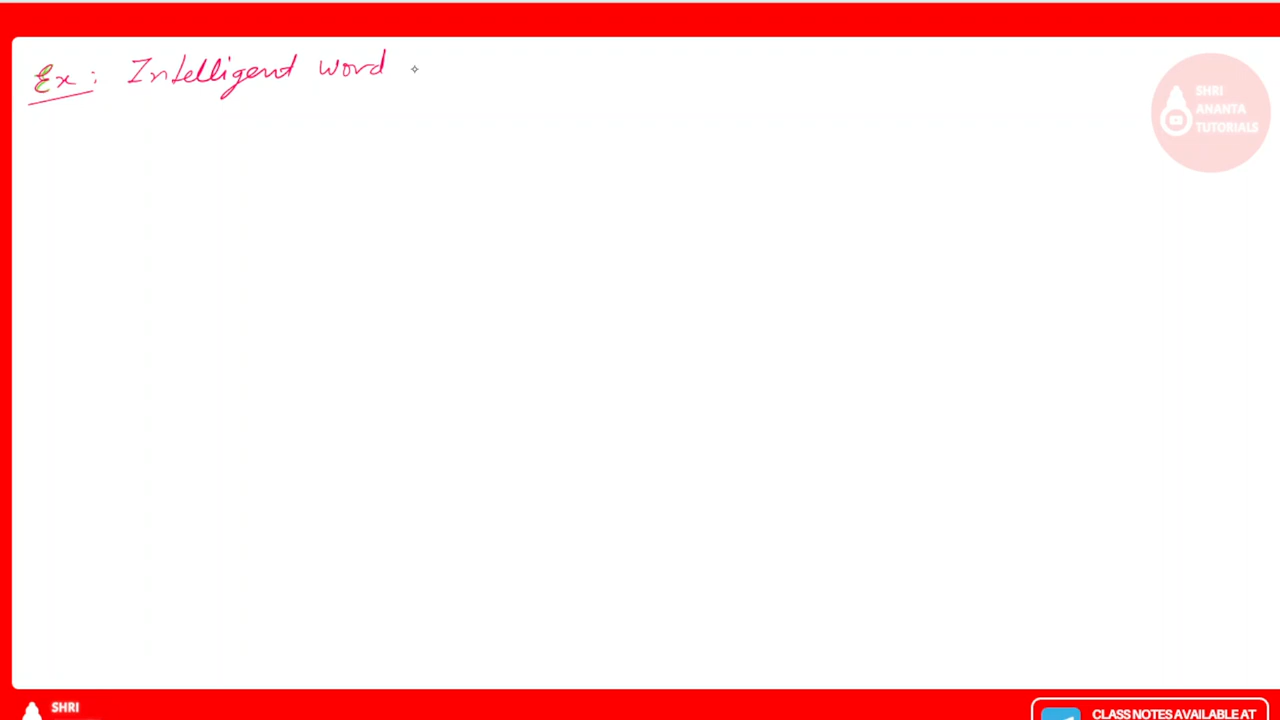 Ex: Intelligent word
SHRI
ANANTA
TUTORIALS
SHRI
CLASS NOTES AVAILABLE AT